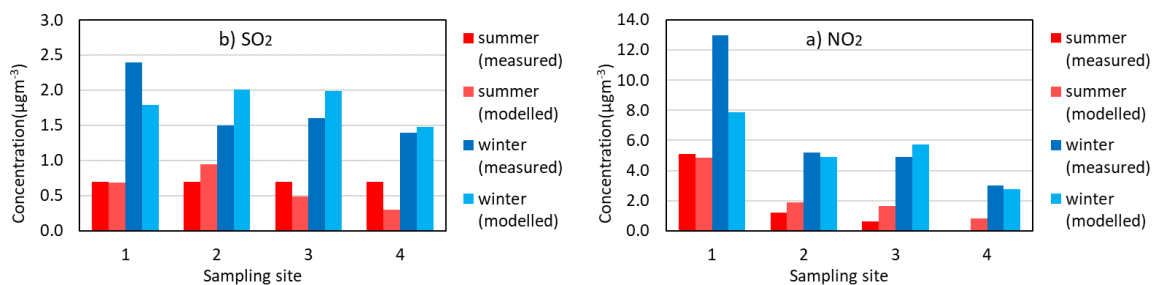 b) SO2
Concentration(µgm-3)
3.0
2.5
2.0
1.5
1.0
0.5
0.0
1 2 3 4
Sampling site
summer
(measured)
summer
(modelled)
winter
(measured)
winter
(modelled)
a) NO2
Concentration(µgm-3)
14.0
12.0
10.0
8.0
6.0
4.0
2.0
0.0
1 2 3 4
Sampling site
summer
(measured)
summer
(modelled)
winter
(measured)
winter
(modelled)